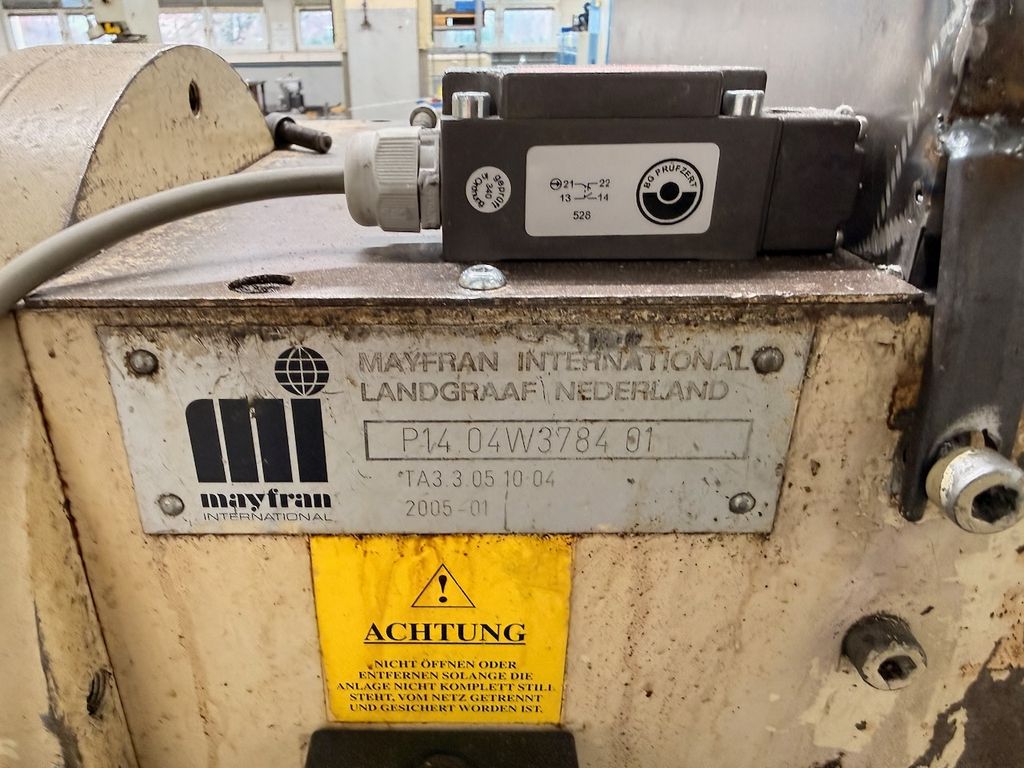 21 22
13 14
528
BG PRÜFZERT
geprüft
340
MAYFRAN INTERNATIONAL
LANDGRAAF NEDERLAND
P14.04W3784.01
TA3.3.05.10.04
2005-01
mi
mayfran
INTERNATIONAL
ACHTUNG
NICHT ÖFFNEN ODER
ENTFERNEN SOLANGE DIE
ANLAGE NICHT KOMPLETT STILL
STEHT, VOM NETZ GETRENNT
UND GESICHERT WORDEN IST.